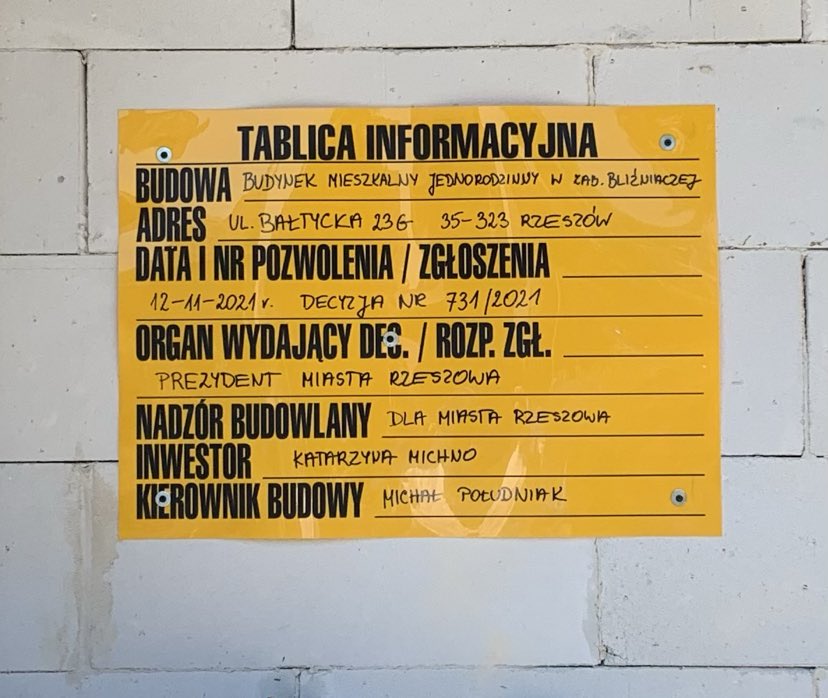 TABLICA INFORMACYJNA
BUDOWA BUDYNEK MIESZKALNY JEDNORODZINNY W ZAB. BLIŹNIACZEJ
ADRES UL. BAŁTYCKA 23G 35-323 RZESZÓW
DATA I NR POZWOLENIA / ZGŁOSZENIA
12-11-2021r. DECYZJA NR 731/2021
ORGAN WYDAJĄCY DEC. / ROZP. ZGŁ.
PREZYDENT MIASTA RZESZOWA
NADZÓR BUDOWLANY DLA MIASTA RZESZOWA
INWESTOR KATARZYNA MICHNO
KIEROWNIK BUDOWY MICHAŁ POŁUDNIAK